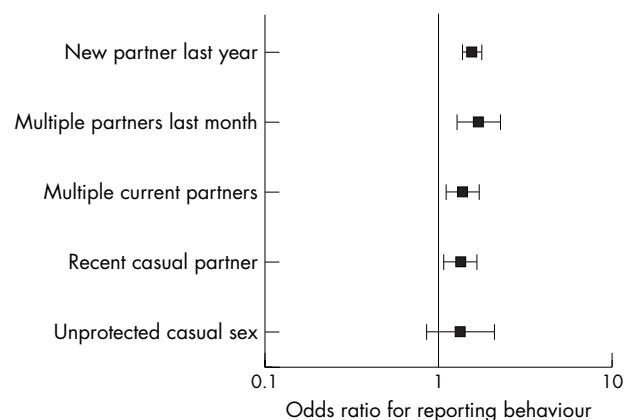 New partner last year
Multiple partners last month
Multiple current partners
Recent casual partner
Unprotected casual sex
0.1 1 10
Odds ratio for reporting behaviour